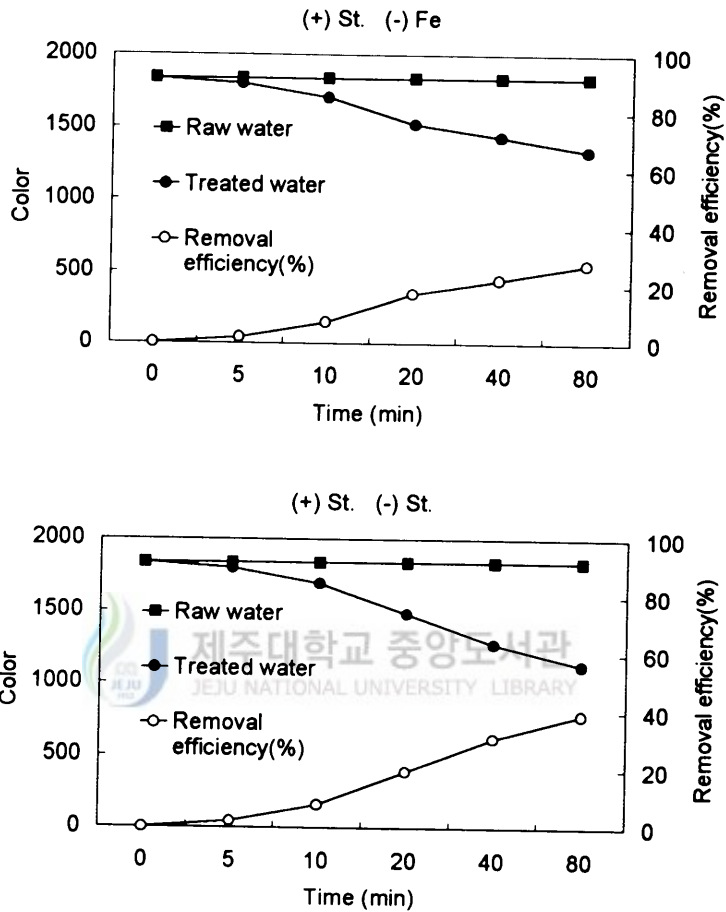 (+) St. (-) Fe
2000
1500
1000
500
0
Color
Raw water
Treated water
Removal
efficiency(%)
100
80
60
40
20
0
Removal efficiency(%)
0 5 10 20 40 80
Time (min)
(+) St. (-) St.
2000
1500
1000
500
0
Color
Raw water
Treated water
Removal
efficiency(%)
100
80
60
40
20
0
Removal efficiency(%)
0 5 10 20 40 80
Time (min)
제주대학교 중앙도서관
JEJU NATIONAL UNIVERSITY LIBRARY
JEJU
1952